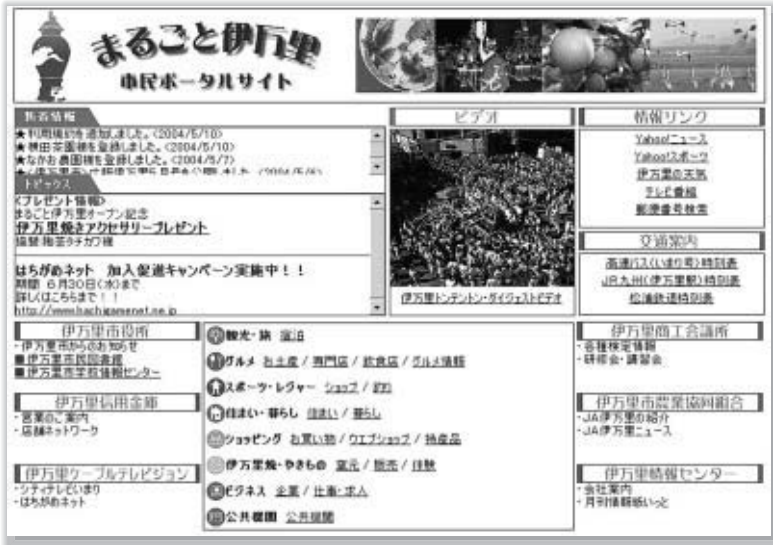 まるごと伊万里
市民ポータルサイト
新着情報
★利用規約を追加しました。(2004/5/10)
★横田茶園様を登録しました。(2004/5/10)
★なかお農園様を登録しました。(2004/5/7)
トピックス
<プレゼント情報>
まるごと伊万里オープン記念
伊万里焼きアクセサリープレゼント
はちがめネット 加入促進キャンペーン実施中！！
期間 6月30日(水)まで
詳しくはこちらまで！！
http://www.hachigamenet.ne.jp
ビデオ
伊万里トンテントン・ダイジェストビデオ
情報リンク
Yahoo!ニュース
Yahoo!スポーツ
伊万里の天気
テレビ番組
郵便番号検索
交通案内
高速バス(いまり号)時刻表
JR九州(伊万里駅)時刻表
松浦鉄道時刻表
伊万里市役所
・伊万里市からのお知らせ
■伊万里市民図書館
■伊万里市学校情報センター
伊万里信用金庫
・営業のご案内
・店舗ネットワーク
伊万里ケーブルテレビジョン
・シティテレビいまり
・はちがめネット
観光・旅 宿泊
グルメ お土産 / 専門店 / 飲食店 / グルメ情報
スポーツ・レジャー ショップ / 釣り
住まい・暮らし 住まい / 暮らし
ショッピング お買い物 / ウエブショップ / 特産品
伊万里焼・やきもの 窯元 / 販売 / 体験
ビジネス 企業 / 仕事・求人
公共機関 公共機関
伊万里商工会議所
・各種検定情報
・研修会・講習会
伊万里市農業協同組合
・JA伊万里の紹介
・JA伊万里ニュース
伊万里情報センター
・会社案内
・月刊情報紙いっと